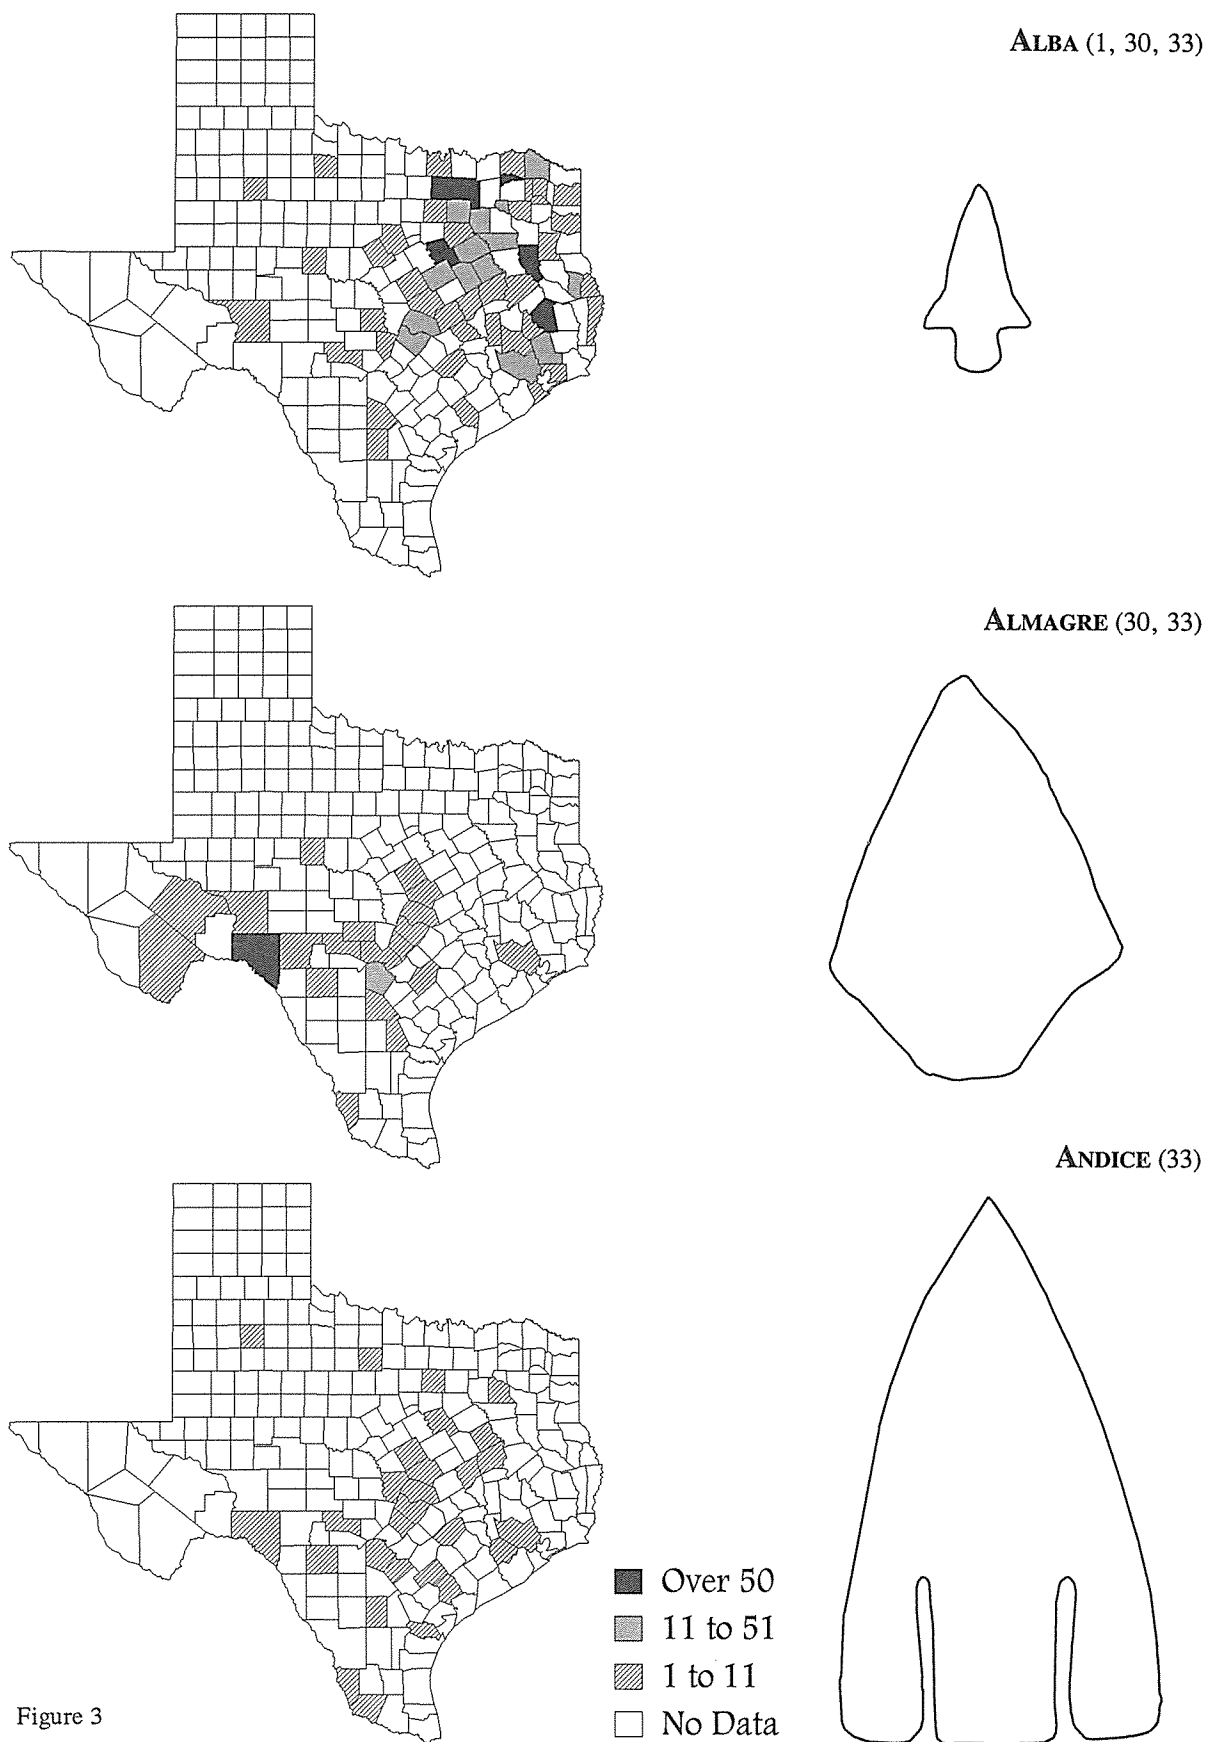 ALBA (1, 30, 33)
ALMAGRE (30, 33)
ANDICE (33)
Over 50
11 to 51
1 to 11
No Data
Figure 3